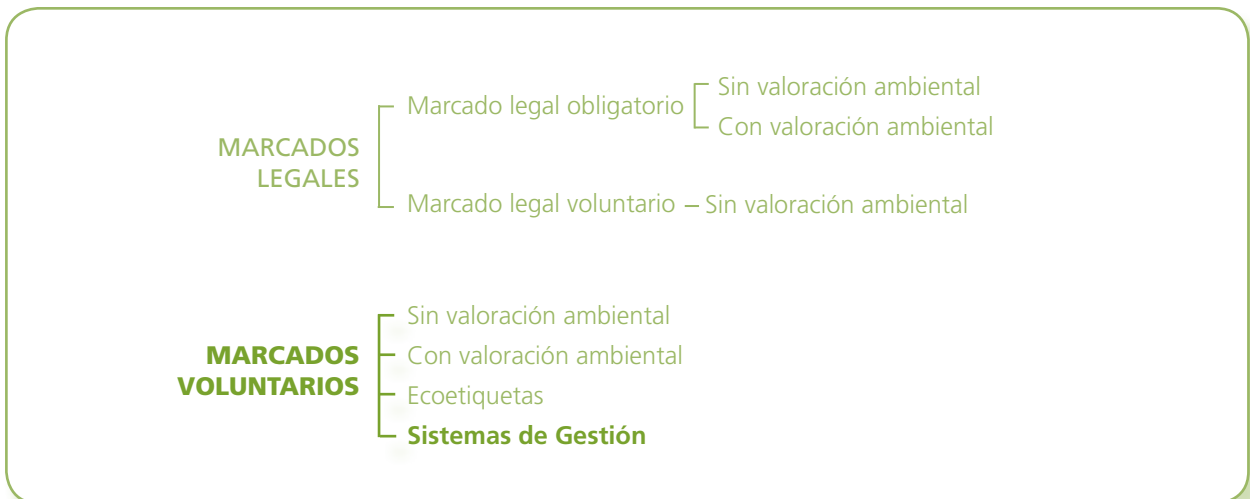 MARCADOS
LEGALES
Marcado legal obligatorio
Sin valoración ambiental
Con valoración ambiental
Marcado legal voluntario – Sin valoración ambiental
MARCADOS
VOLUNTARIOS
Sin valoración ambiental
Con valoración ambiental
Ecoetiquetas
Sistemas de Gestión